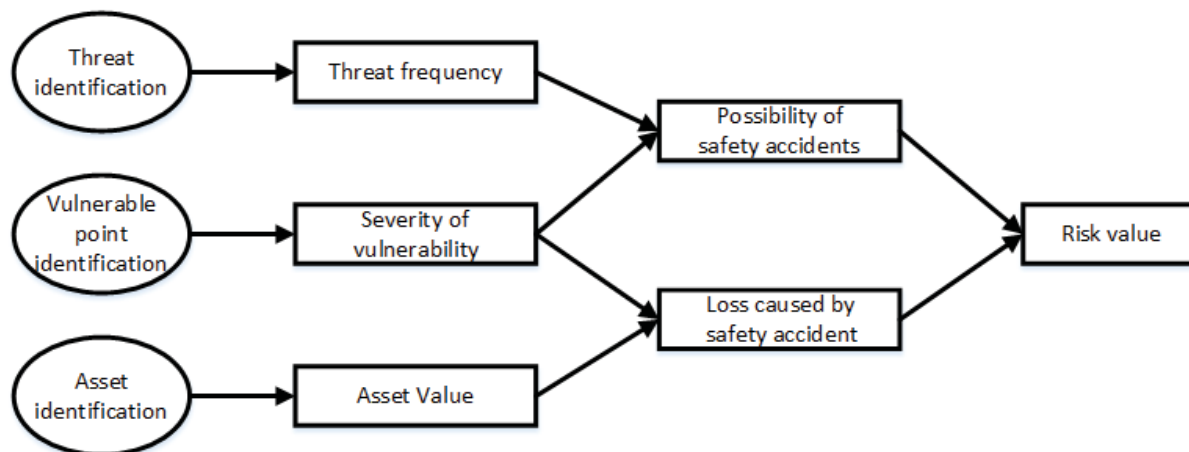 Threat
identification
Threat frequency
Possibility of
safety accidents
Vulnerable
point
identification
Severity of
vulnerability
Risk value
Loss caused by
safety accident
Asset
identification
Asset Value